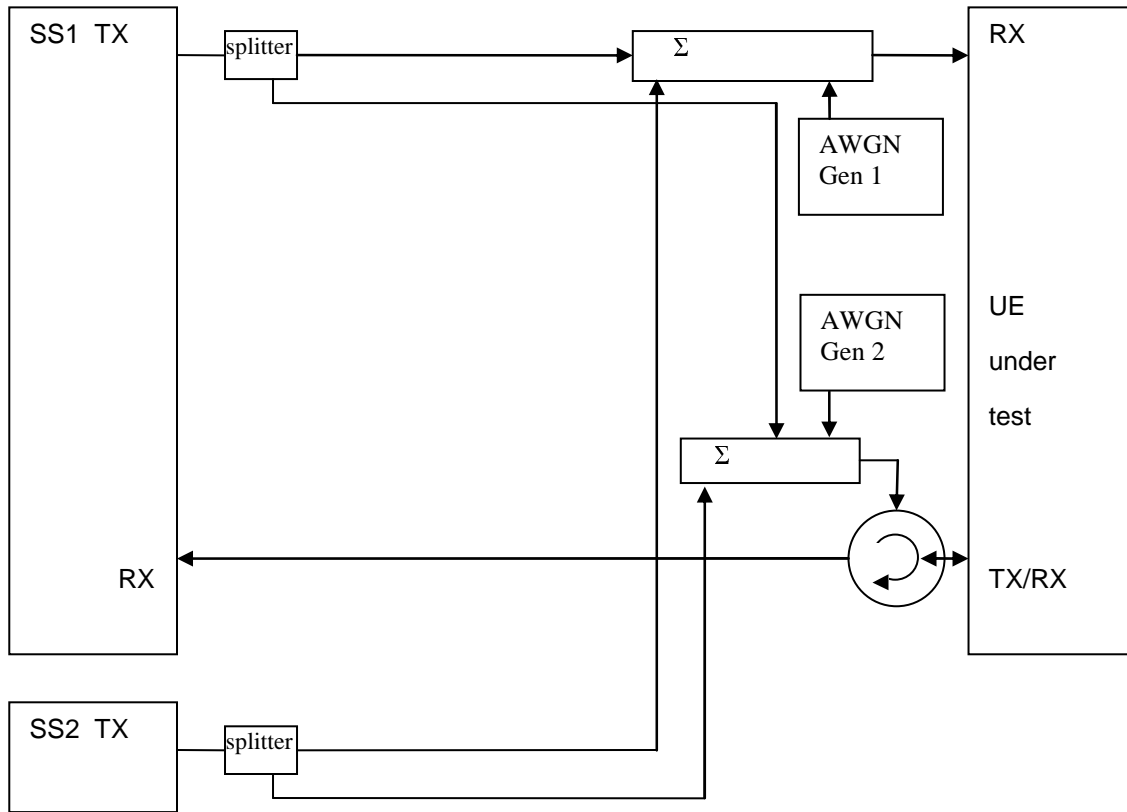 SS1 TX
splitter
Σ
RX
AWGN
Gen 1
AWGN
Gen 2
UE
under
test
Σ
RX
TX/RX
SS2 TX
splitter